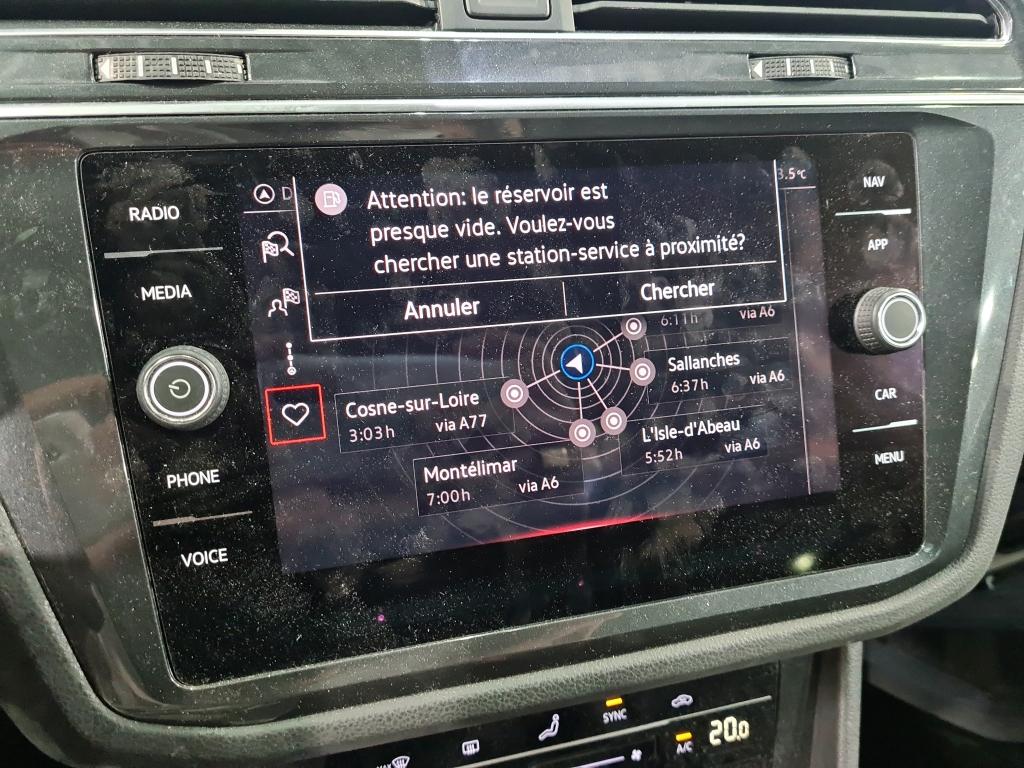 RADIO
MEDIA
PHONE
VOICE
D
Attention: le réservoir est
presque vide. Voulez-vous
chercher une station-service à proximité?
Annuler
Chercher
3.5°C
6:11h via A6
Sallanches
6:37h via A6
Cosne-sur-Loire
3:03h via A77
L'Isle-d'Abeau
5:52h via A6
Montélimar
7:00h via A6
NAV
APP
CAR
MENU
MAX
SYNC
A/C
20.0